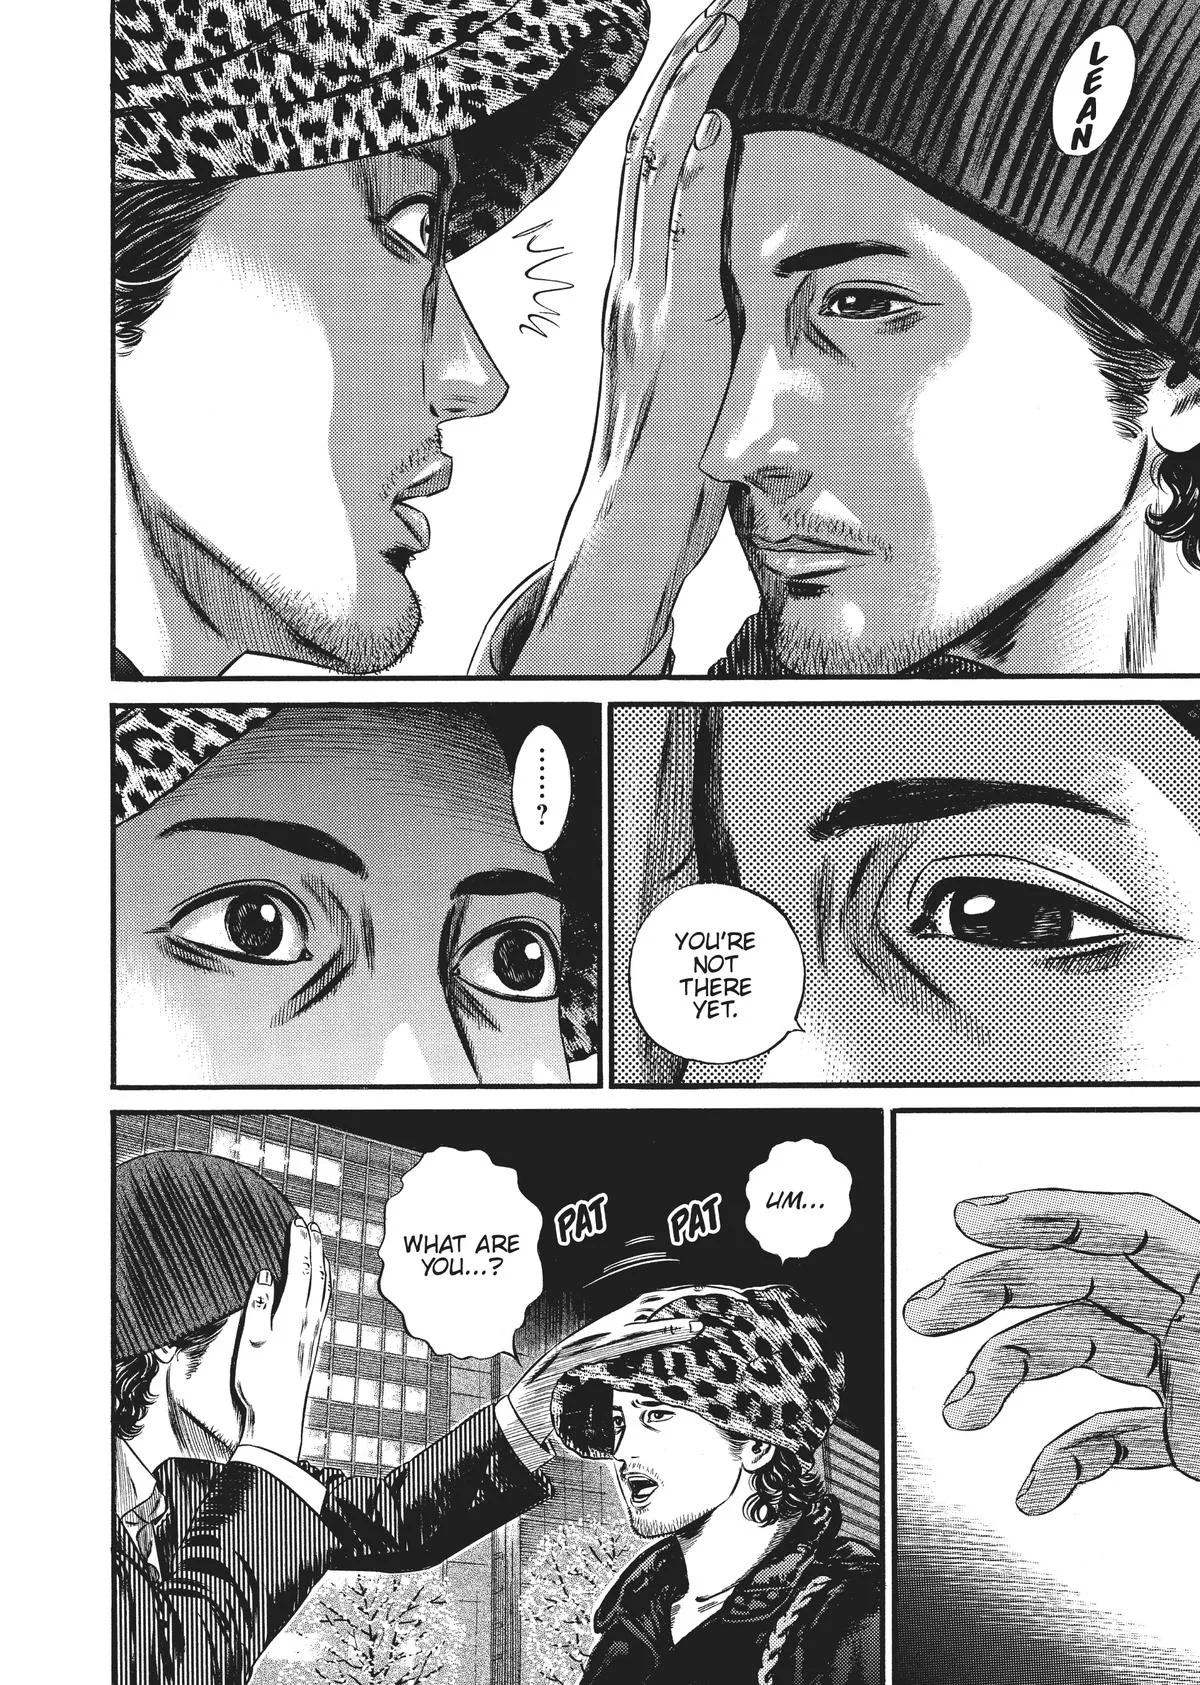 LEAN
YOU'RE
NOT
THERE
YET.
.......?
UM...
PAT
PAT
WHAT ARE
YOU...?